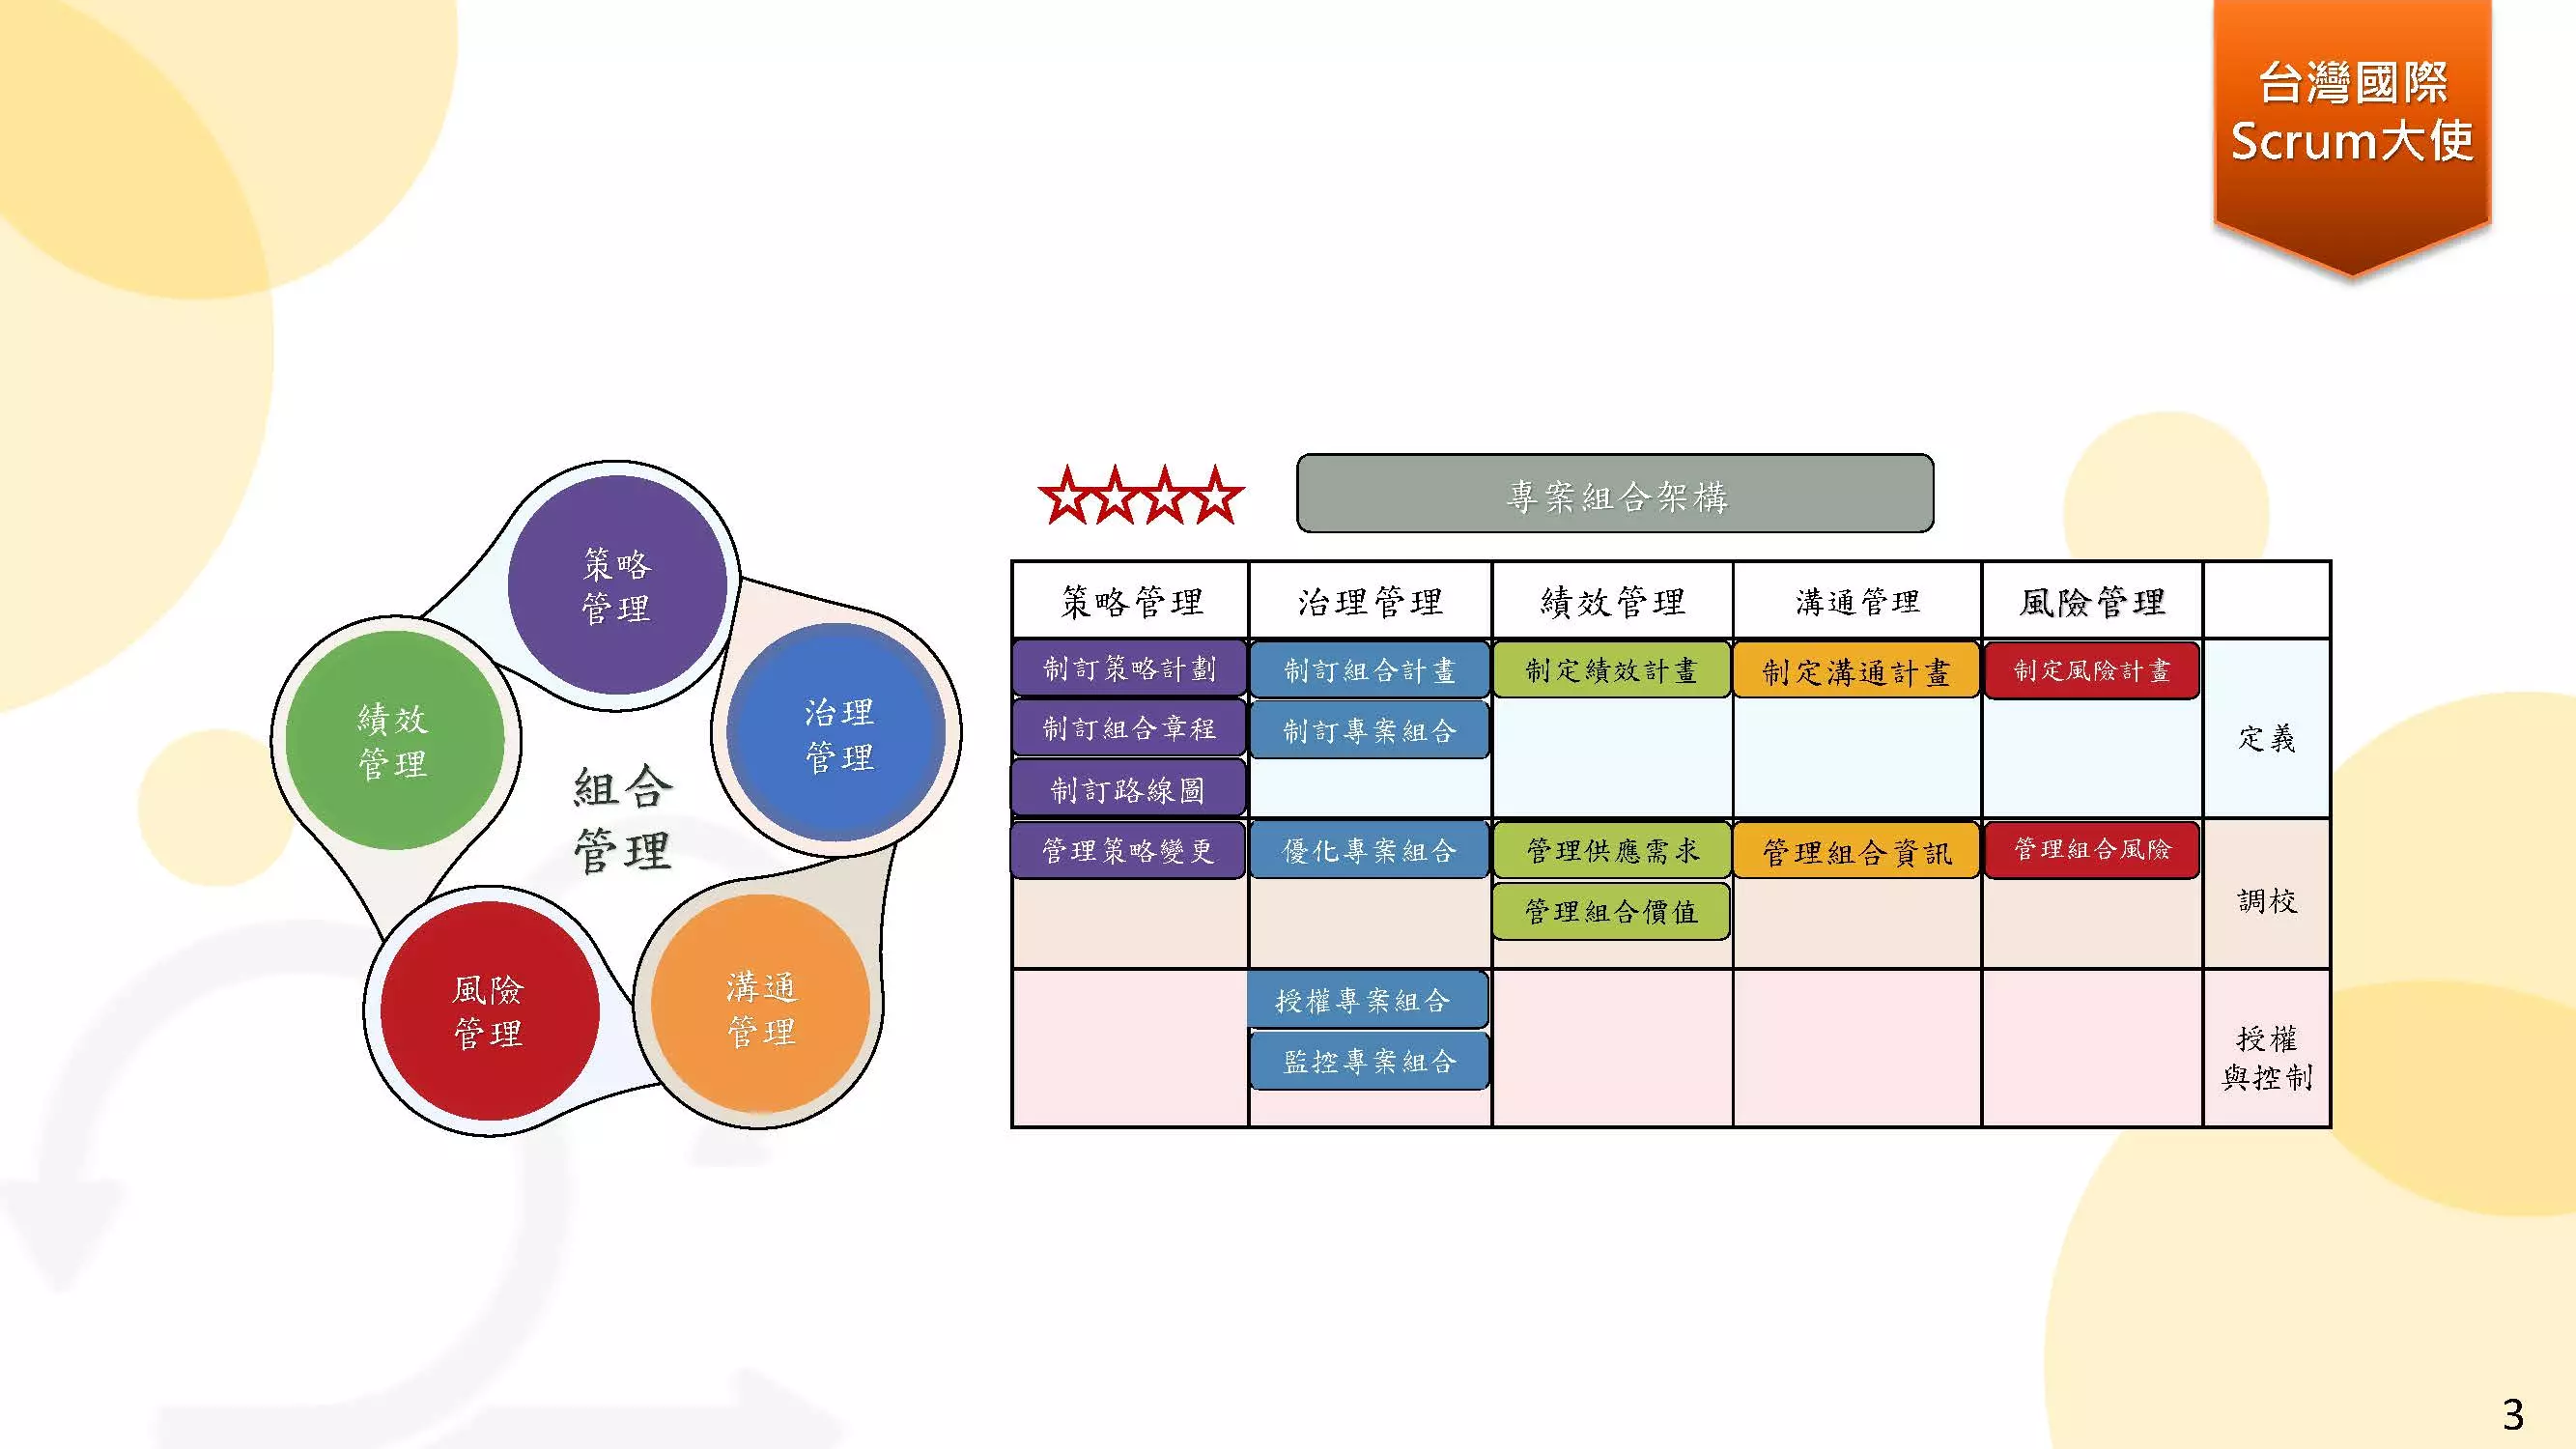 台灣國際
Scrum大使
策略
管理
治理
管理
績效
管理
組合
管理
風險
管理
溝通
管理
☆☆☆☆
專案組合架構
策略管理 治理管理 績效管理 溝通管理 風險管理
制訂策略計劃 制訂組合計畫 制定績效計畫 制定溝通計畫 制定風險計畫
制訂組合章程 制訂專案組合
定義
制訂路線圖
管理策略變更 優化專案組合 管理供應需求 管理組合資訊 管理組合風險
調校
管理組合價值
授權專案組合
授權
與控制
監控專案組合
3